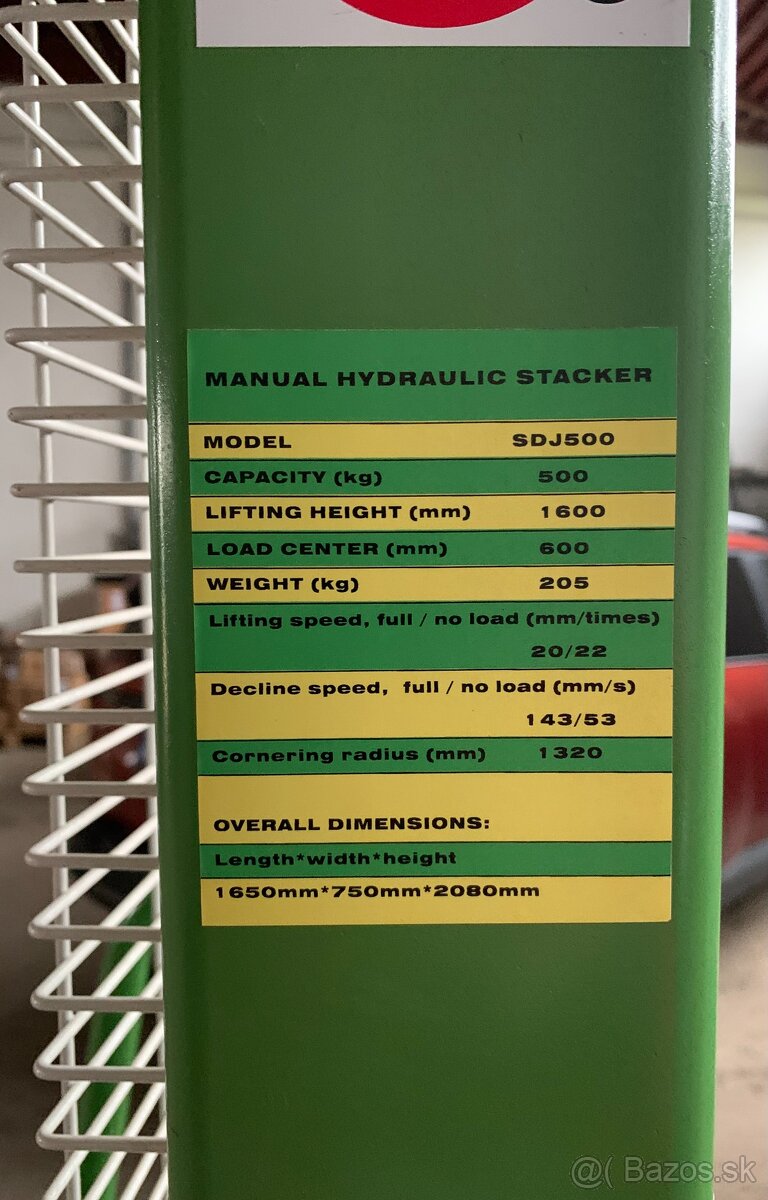 MANUAL HYDRAULIC STACKER
MODEL SDJ500
CAPACITY (kg) 500
LIFTING HEIGHT (mm) 1600
LOAD CENTER (mm) 600
WEIGHT (kg) 205
Lifting speed, full / no load (mm/times)
20/22
Decline speed, full / no load (mm/s)
143/53
Cornering radius (mm) 1320
OVERALL DIMENSIONS:
Length*width*height
1650mm*750mm*2080mm
@( Bazos.sk